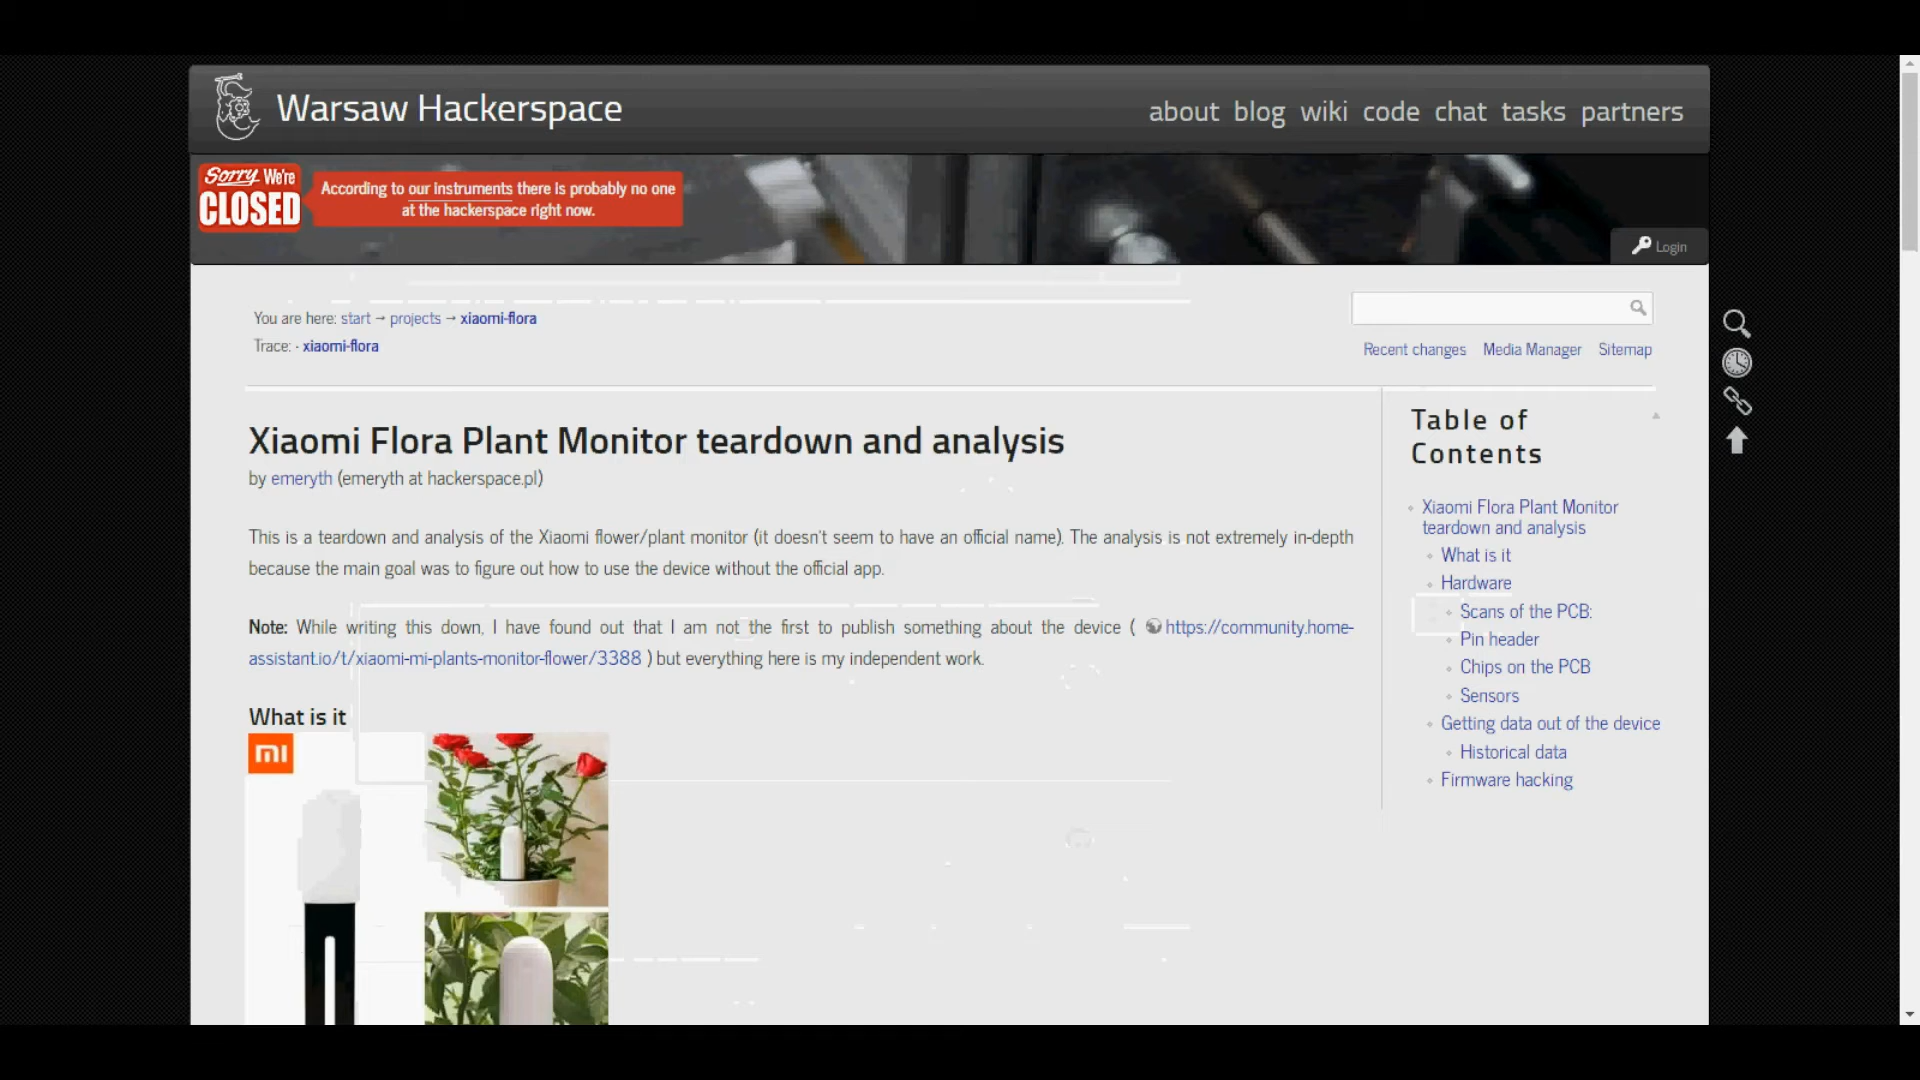 Warsaw Hackerspace
about blog wiki code chat tasks partners
Sorry We're
CLOSED
According to our instruments there is probably no one
at the hackerspace right now.
Login
You are here: start → projects → xiaomi-flora
Trace: · xiaomi-flora
Recent changes Media Manager Sitemap
Xiaomi Flora Plant Monitor teardown and analysis
by emeryth (emeryth at hackerspace.pl)
This is a teardown and analysis of the Xiaomi flower/plant monitor (it doesn't seem to have an official name). The analysis is not extremely in-depth
because the main goal was to figure out how to use the device without the official app.
Note: While writing this down, I have found out that I am not the first to publish something about the device ( https://community.home-
assistant.io/t/xiaomi-mi-plants-monitor-flower/3388 ) but everything here is my independent work.
What is it
mi
Table of
Contents
Xiaomi Flora Plant Monitor
teardown and analysis
What is it
Hardware
Scans of the PCB:
Pin header
Chips on the PCB
Sensors
Getting data out of the device
Historical data
Firmware hacking